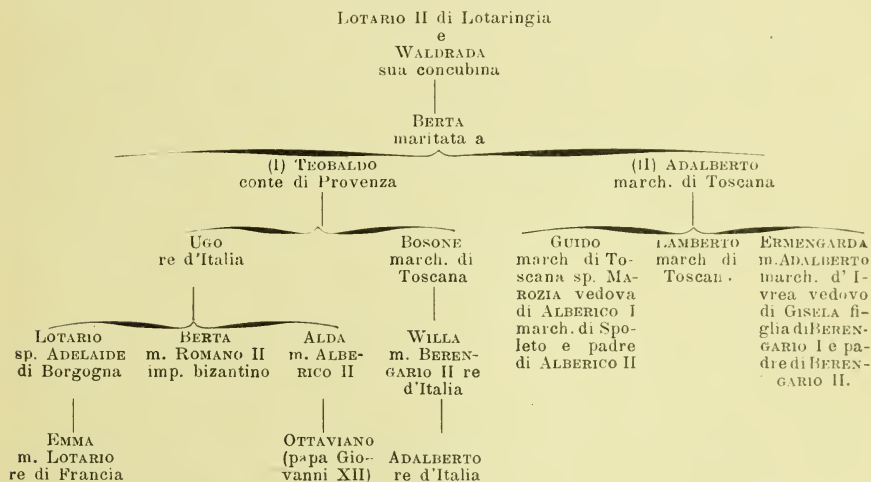 LOTARIO II di Lotaringia
e
WALDRADA
sua concubina
BERTA
maritata a
(I) TEOBALDO
conte di Provenza
(II) ADALBERTO
march. di Toscana
UGO
re d'Italia
BOSONE
march. di
Toscana
GUIDO
march di To-
scana sp. MA-
ROZIA vedova
di ALBERICO I
march. di Spo-
leto e padre
di ALBERICO II
LAMBERTO
march di
Toscan .
ERMENGARDA
m. ADALBERTO
march. d' I-
vrea vedovo
di GISELA fi-
glia di BEREN-
GARIO I e pa-
dre di BEREN-
GARIO II.
LOTARIO
sp. ADELAIDE
di Borgogna
BERTA
m. ROMANO II
imp. bizantino
ALDA
m. ALBE-
RICO II
WILLA
m. BEREN-
GARIO II re
d'Italia
EMMA
m. LOTARIO
re di Francia
OTTAVIANO
(papa Gio-
vanni XII)
ADALBERTO
re d'Italia